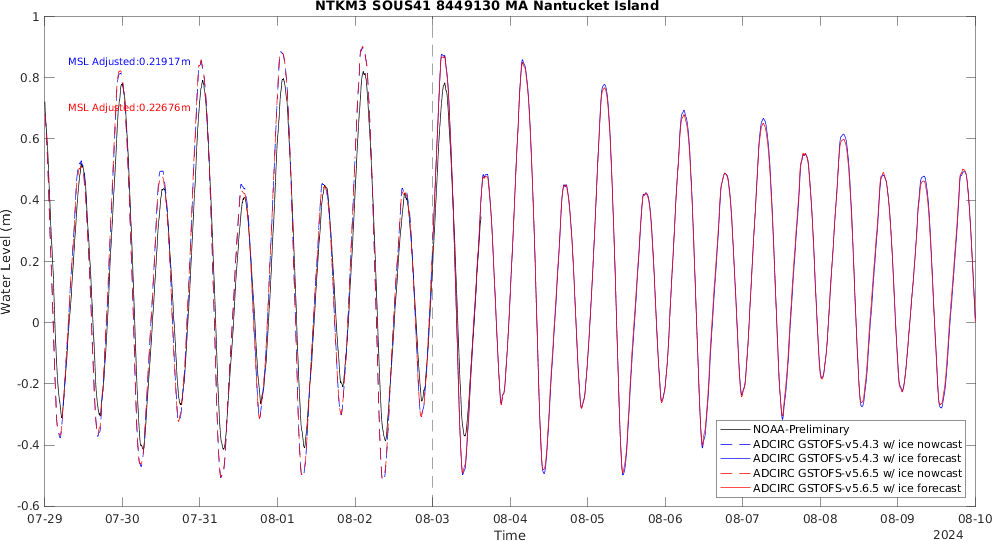 NTKM3 SOUS41 8449130 MA Nantucket Island
MSL Adjusted:0.21917m
MSL Adjusted:0.22676m
Water Level (m)
1
0.8
0.6
0.4
0.2
0
-0.2
-0.4
-0.6
NOAA-Preliminary
ADCIRC GSTOFS-v5.4.3 w/ ice nowcast
ADCIRC GSTOFS-v5.4.3 w/ ice forecast
ADCIRC GSTOFS-v5.6.5 w/ ice nowcast
ADCIRC GSTOFS-v5.6.5 w/ ice forecast
07-29 07-30 07-31 08-01 08-02 08-03 08-04 08-05 08-06 08-07 08-08 08-09 08-10
Time
2024